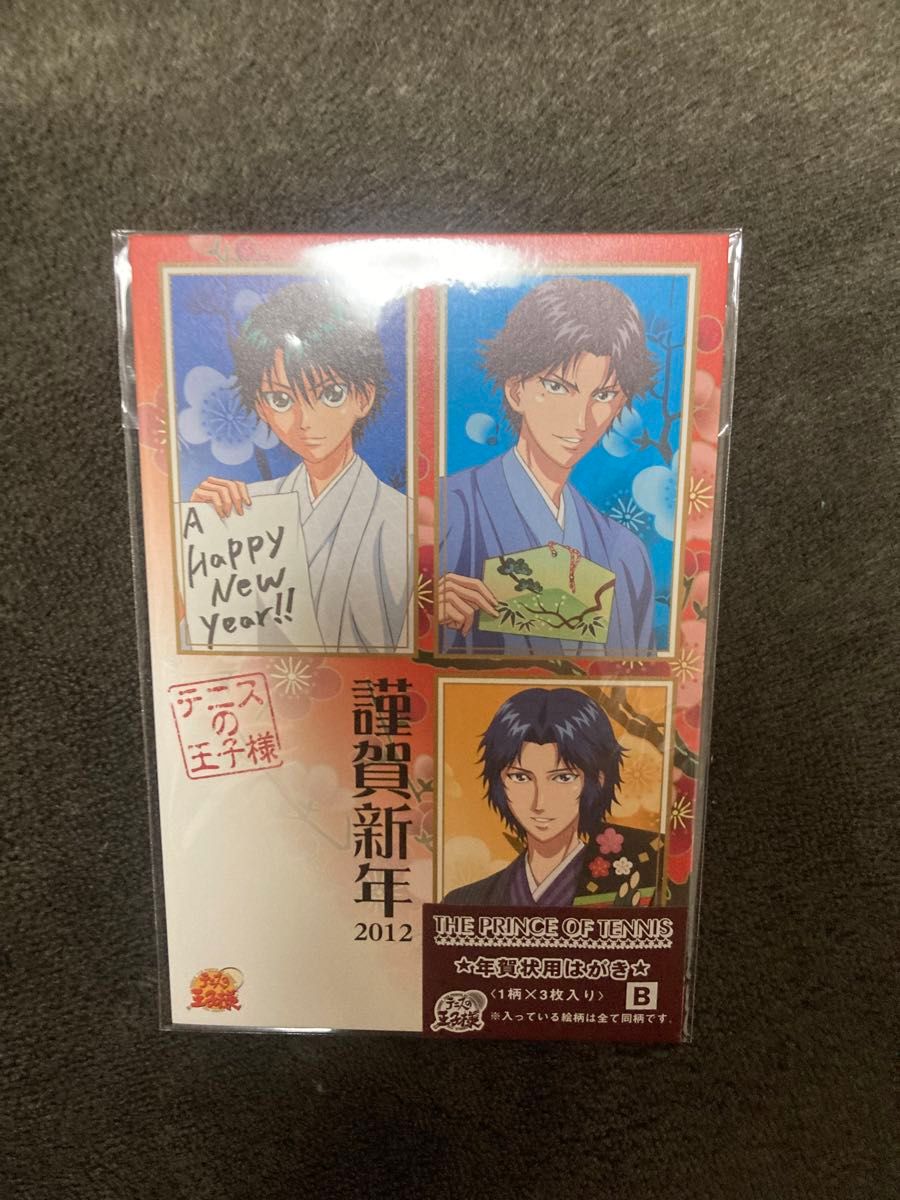 A
Happy
New
year!!
テニス
の
王子様
謹賀新年
2012
テニスの
王子様
THE PRINCE OF TENNIS
★年賀状用はがき★
〈1柄×3枚入り〉 B
※入っている絵柄は全て同柄です。
テニスの
王子様